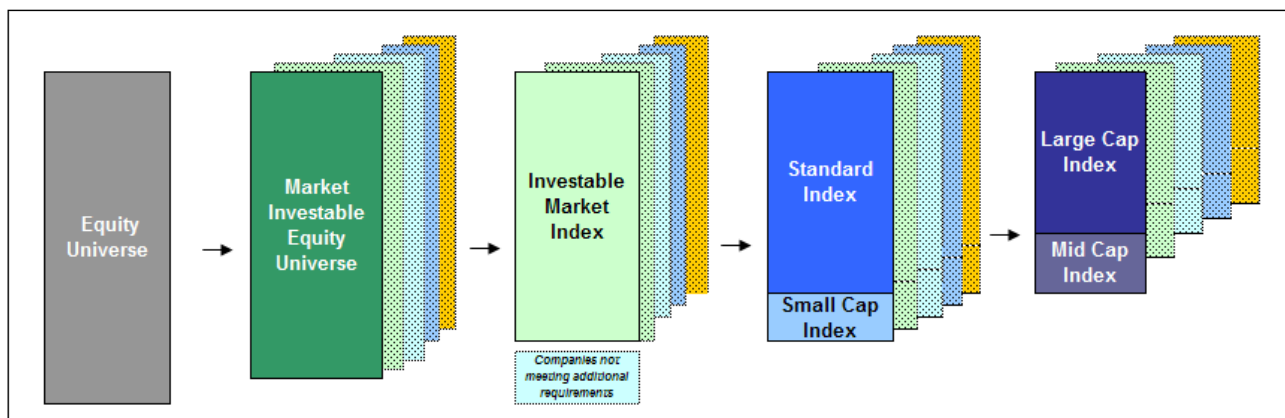 Equity
Universe
Market
Investable
Equity
Universe
Investable
Market
Index
Companies not
meeting additional
requirements
Standard
Index
Small Cap
Index
Large Cap
Index
Mid Cap
Index